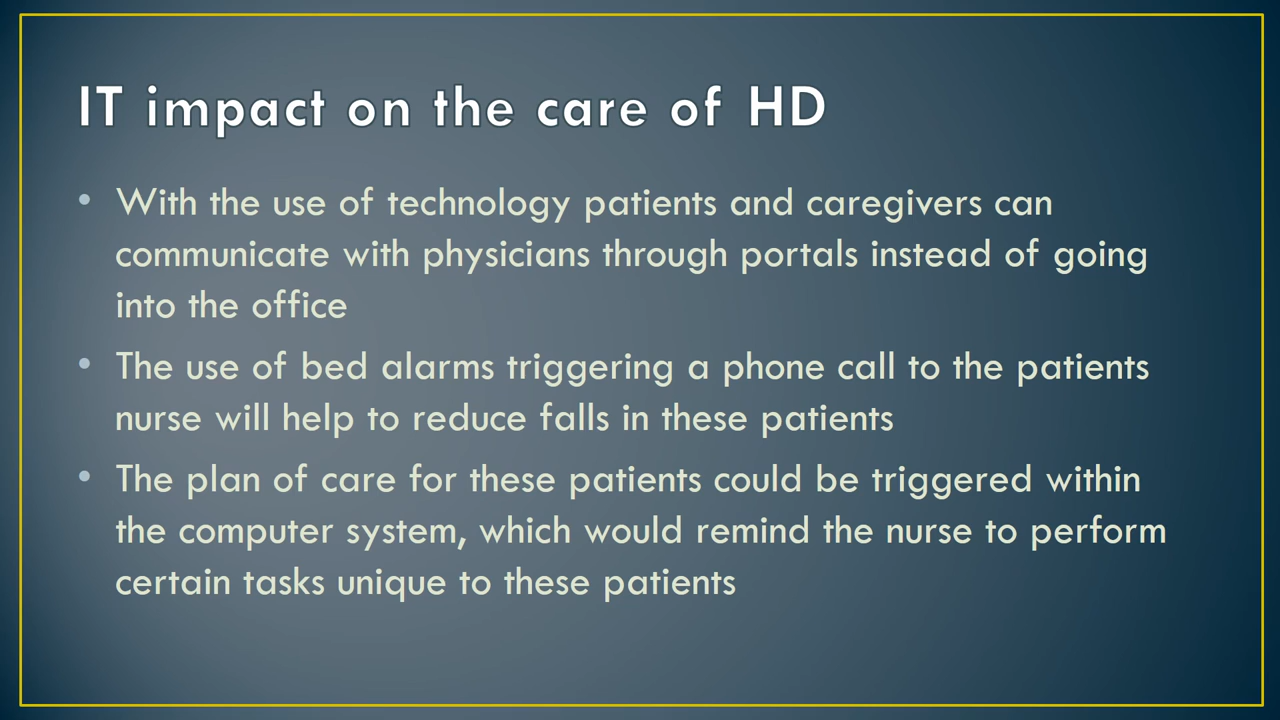 IT impact on the care of HD
• With the use of technology patients and caregivers can
communicate with physicians through portals instead of going
into the office
• The use of bed alarms triggering a phone call to the patients
nurse will help to reduce falls in these patients
• The plan of care for these patients could be triggered within
the computer system, which would remind the nurse to perform
certain tasks unique to these patients